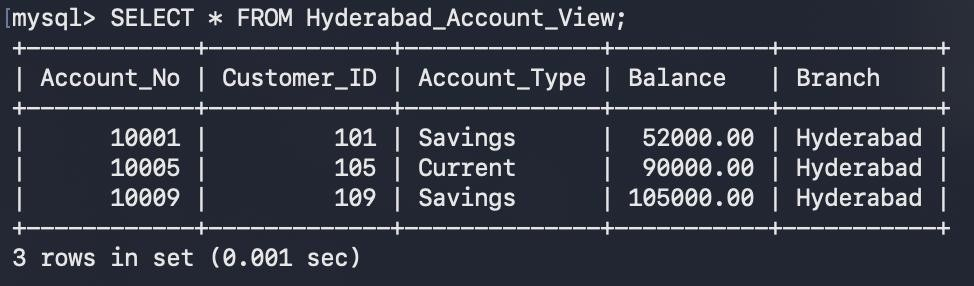 [mysql> SELECT * FROM Hyderabad_Account_View;
+------------+-------------+--------------+-----------+-----------+
| Account_No | Customer_ID | Account_Type | Balance   | Branch    |
+------------+-------------+--------------+-----------+-----------+
|      10001 |         101 | Savings      |  52000.00 | Hyderabad |
|      10005 |         105 | Current      |  90000.00 | Hyderabad |
|      10009 |         109 | Savings      | 105000.00 | Hyderabad |
+------------+-------------+--------------+-----------+-----------+
3 rows in set (0.001 sec)